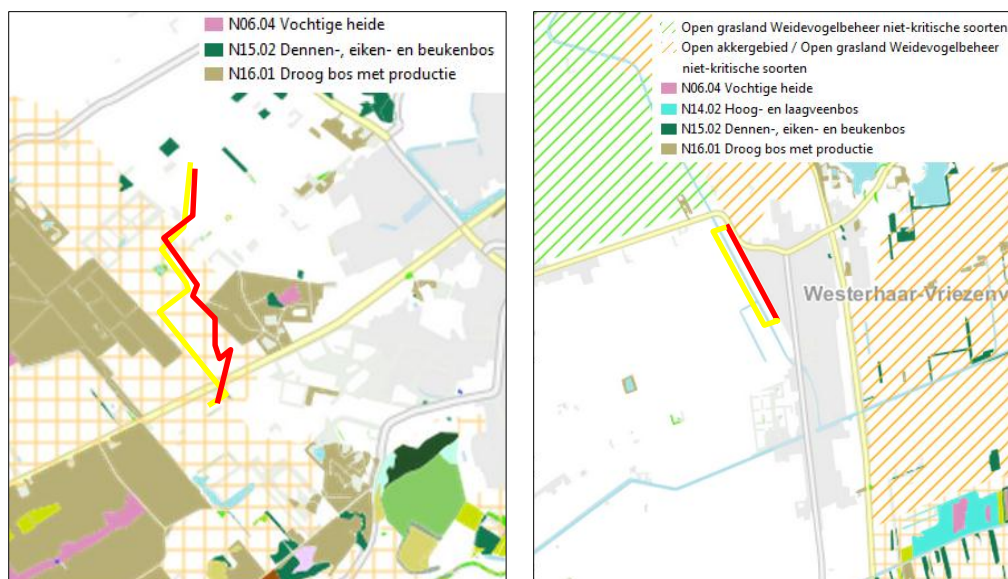 N06.04 Vochtige heide
N15.02 Dennen-, eiken- en beukenbos
N16.01 Droog bos met productie
Open grasland Weidevogelbeheer niet-kritische soorten
Open akkergebied / Open grasland Weidevogelbeheer
niet-kritische soorten
N06.04 Vochtige heide
N14.02 Hoog- en laagveenbos
N15.02 Dennen-, eiken- en beukenbos
N16.01 Droog bos met productie
Westerhaar-Vriezenv